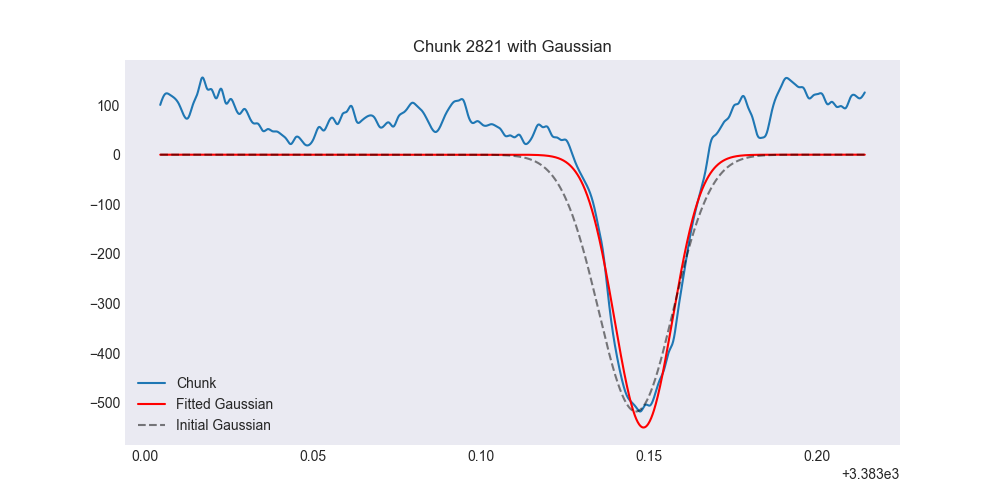 Chunk 2821 with Gaussian
100
0
−100
−200
−300
−400
−500
Chunk
Fitted Gaussian
Initial Gaussian
0.00 0.05 0.10 0.15 0.20
+3.383e3